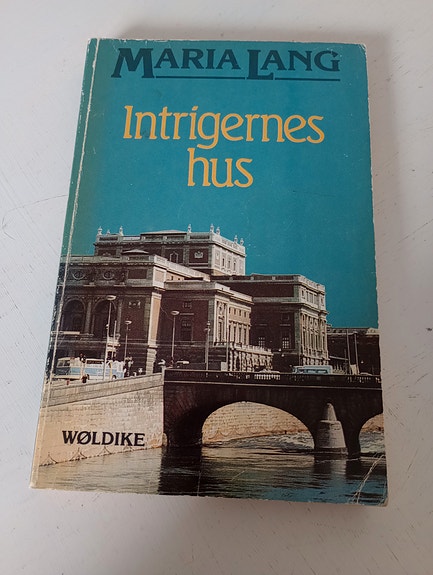 MARIA LANG
Intrigernes
hus
WØLDIKE